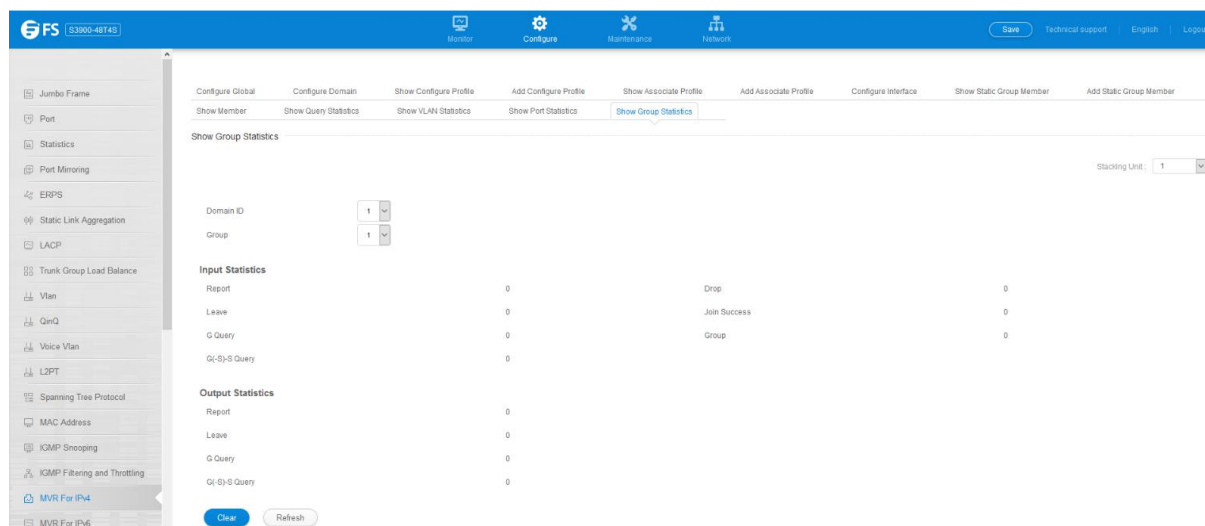 FS S3900-48T4S
Monitor Configure Maintenance Network
Save Technical support English Logou
Jumbo Frame
Port
Statistics
Port Mirroring
ERPS
Static Link Aggregation
LACP
Trunk Group Load Balance
Vlan
QinQ
Voice Vlan
L2PT
Spanning Tree Protocol
MAC Address
IGMP Snooping
IGMP Filtering and Throttling
MVR For IPv4
MVR For IPv6
Configure Global Configure Domain Show Configure Profile Add Configure Profile Show Associate Profile Add Associate Profile Configure Interface Show Static Group Member Add Static Group Member
Show Member Show Query Statistics Show VLAN Statistics Show Port Statistics Show Group Statistics
Show Group Statistics
Stacking Unit : 1
Domain ID 1
Group 1
Input Statistics
Report 0 Drop 0
Leave 0 Join Success 0
G Query 0 Group 0
G(-S)-S Query 0
Output Statistics
Report 0
Leave 0
G Query 0
G(-S)-S Query 0
Clear Refresh